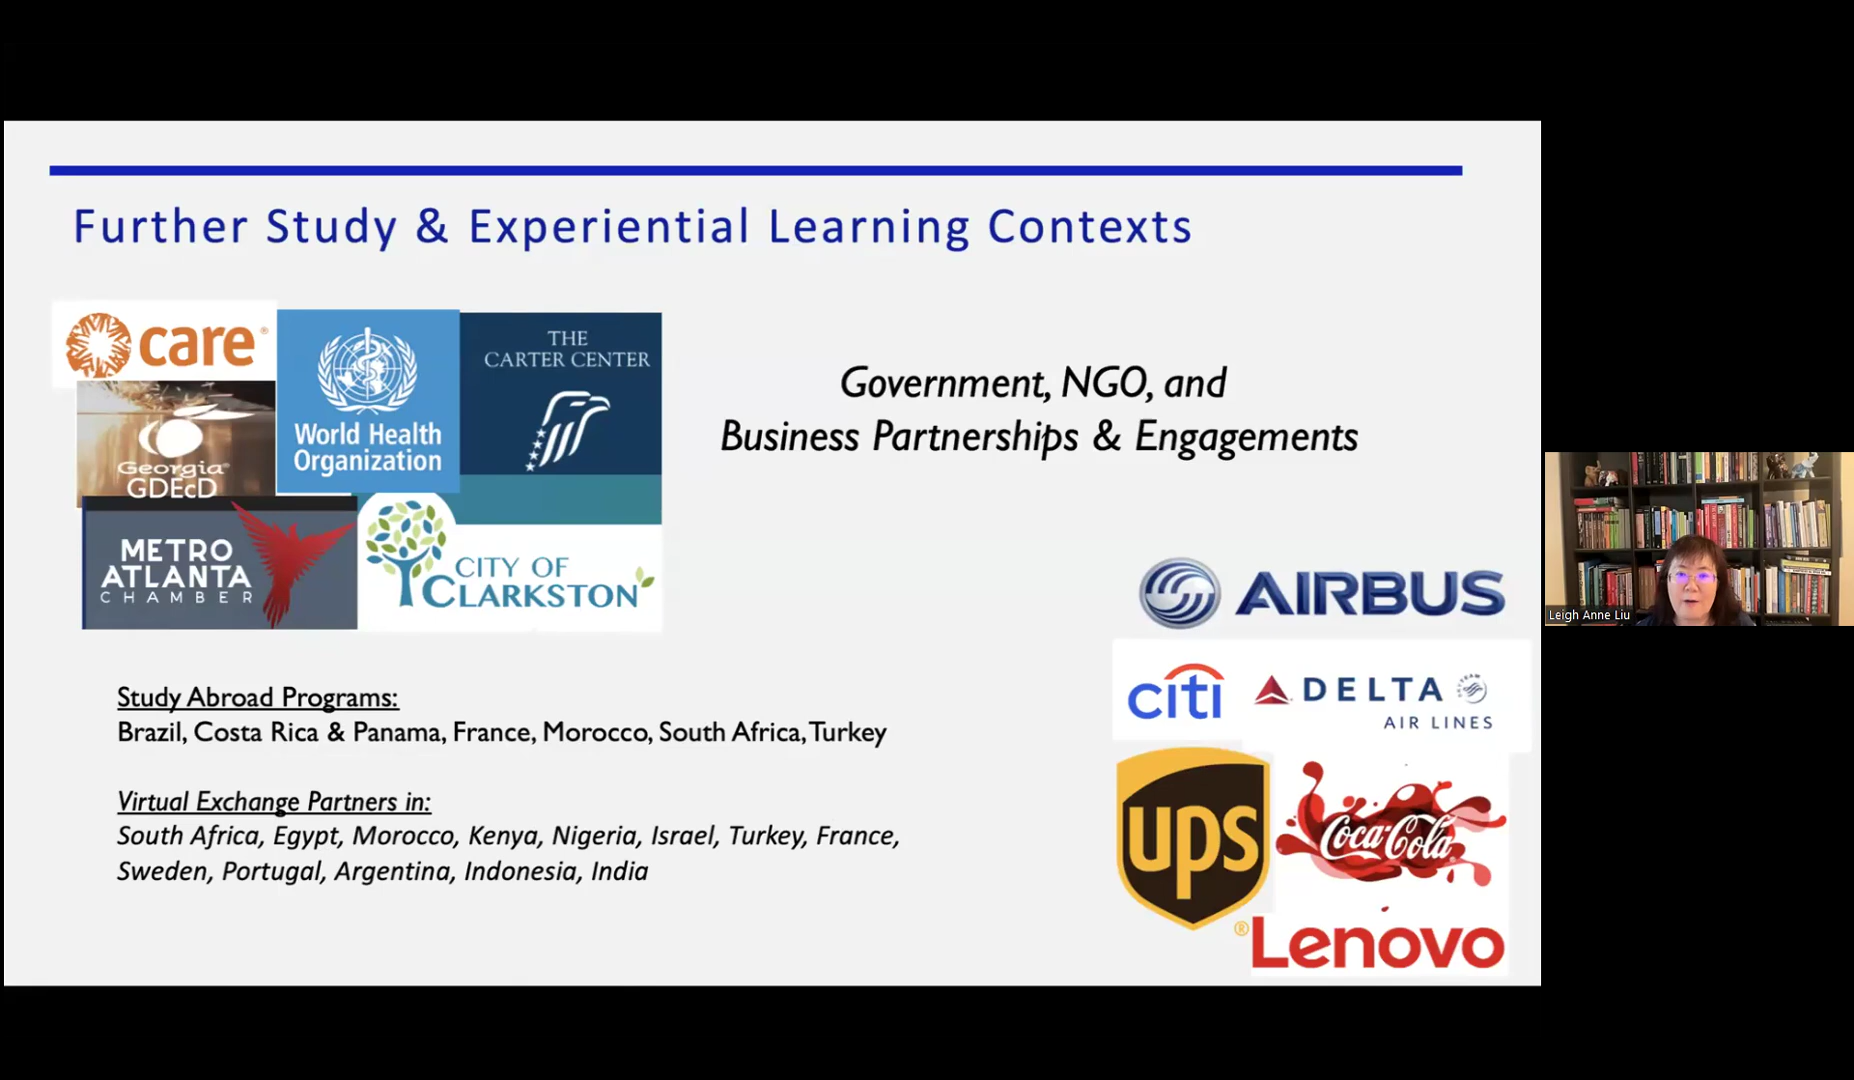 Further Study & Experiential Learning Contexts
care®
World Health
Organization
THE
CARTER CENTER
Georgia®
GDEcD
METRO
ATLANTA
CHAMBER
CITY OF
CLARKSTON
Government, NGO, and
Business Partnerships & Engagements
AIRBUS
citi
DELTA
AIR LINES
SKYTEAM
ups
®
Coca-Cola
Lenovo
Study Abroad Programs:
Brazil, Costa Rica & Panama, France, Morocco, South Africa, Turkey
Virtual Exchange Partners in:
South Africa, Egypt, Morocco, Kenya, Nigeria, Israel, Turkey, France,
Sweden, Portugal, Argentina, Indonesia, India
Leigh Anne Liu